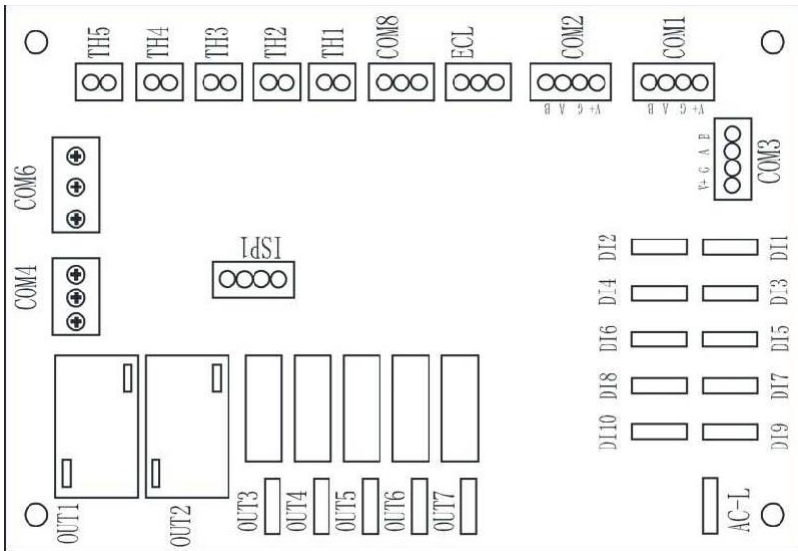 TH5
TH4
TH3
TH2
TH1
COM8
ECL
COM2
COM1
B A G V+
B A G V+
V+ G A B
COM3
COM6
ISP1
COM4
DI2
DI1
DI4
DI3
DI6
DI5
DI8
DI7
DI10
DI9
OUT1
OUT2
OUT3
OUT4
OUT5
OUT6
OUT7
AC-L